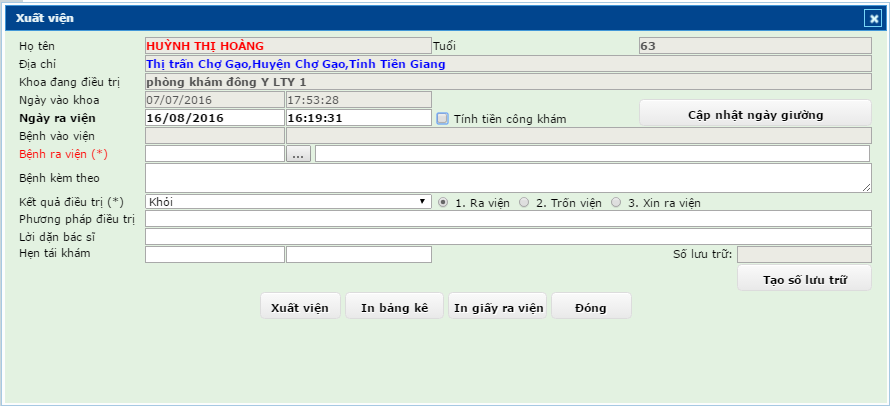 Xuất viện
Họ tên HUỲNH THỊ HOÀNG Tuổi 63
Địa chỉ Thị trấn Chợ Gạo,Huyện Chợ Gạo,Tỉnh Tiền Giang
Khoa đang điều trị phòng khám đông Y LTY 1
Ngày vào khoa 07/07/2016 17:53:28
Ngày ra viện 16/08/2016 16:19:31 Tính tiền công khám Cập nhật ngày giường
Bệnh vào viện
Bệnh ra viện (*) ...
Bệnh kèm theo
Kết quả điều trị (*) Khỏi 1. Ra viện 2. Trốn viện 3. Xin ra viện
Phương pháp điều trị
Lời dặn bác sĩ
Hẹn tái khám Số lưu trữ:
Tạo số lưu trữ
Xuất viện In bảng kê In giấy ra viện Đóng